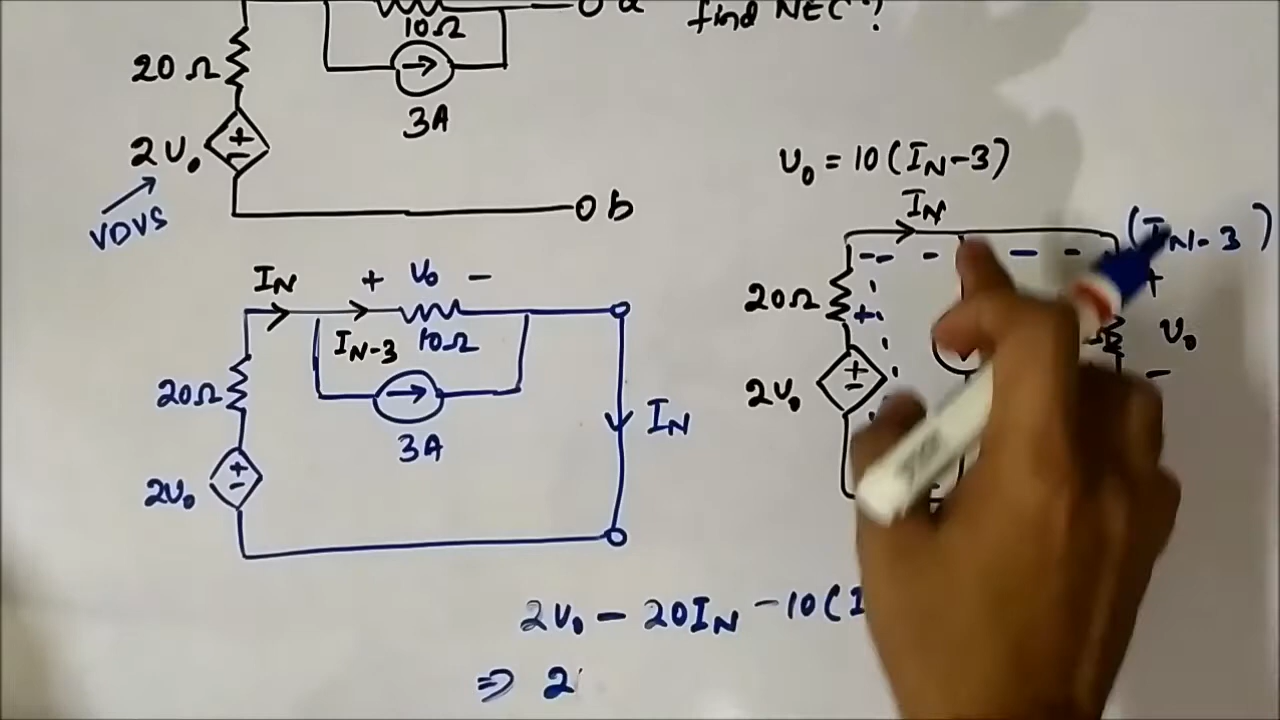 10Ω
a
find NEC?
20Ω
3A
+
-
2V₀
VDVS
b
V₀ = 10(I_N-3)
I_N
(I_N-3)
I_N
+ V₀ -
I_N-3
10Ω
20Ω
3A
I_N
+
-
2V₀
20Ω
+
-
2V₀
+
V₀
-
2V₀ - 20I_N - 10(I
⇒ 2